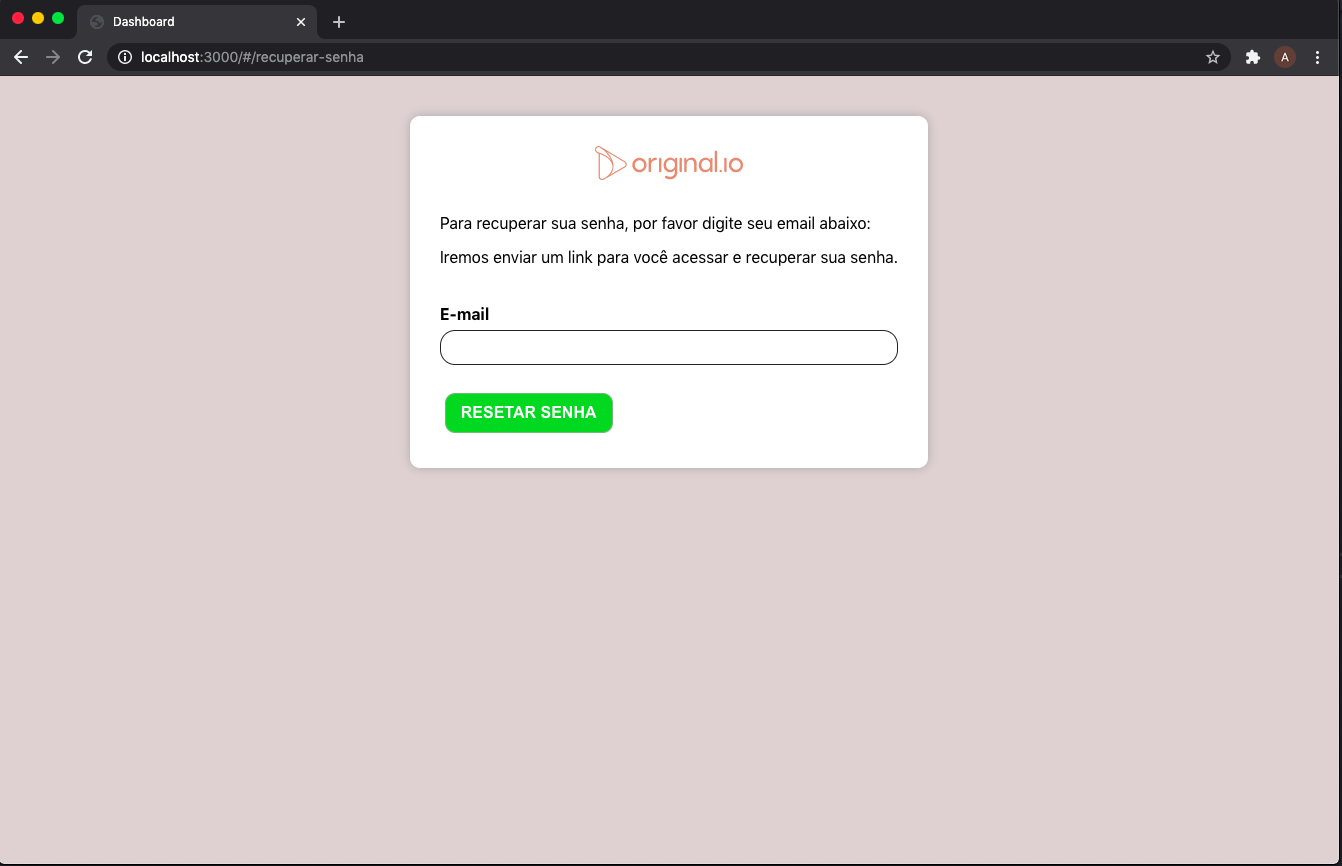 Dashboard
localhost:3000/#/recuperar-senha
A
original.io
Para recuperar sua senha, por favor digite seu email abaixo:
Iremos enviar um link para você acessar e recuperar sua senha.
E-mail
RESETAR SENHA